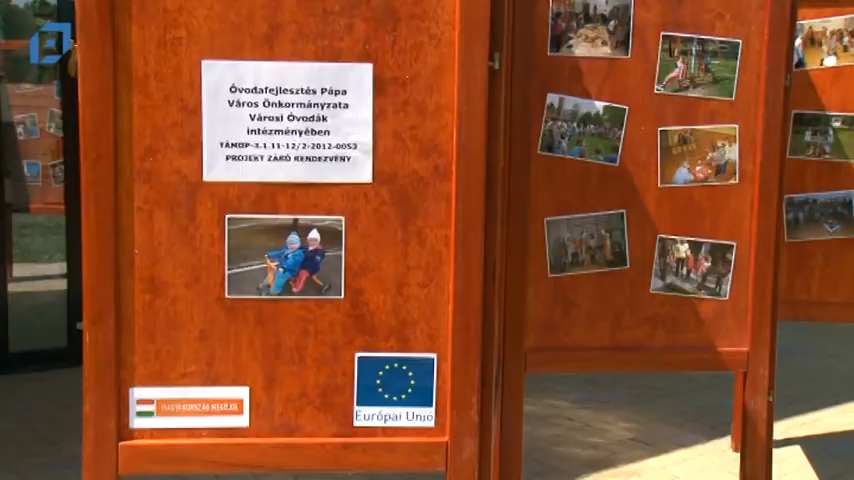 Óvodafejlesztés Pápa
Város Önkormányzata
Városi Óvodák
intézményében
TÁMOP-3.1.11-12/2-2012-0053
PROJEKT ZÁRÓ RENDEZVÉNY
MAGYARORSZÁG MEGÚJUL
Európai Unió